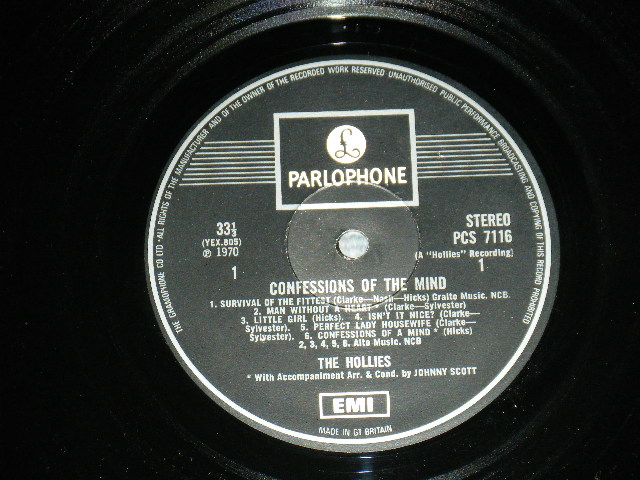 THE GRAMOPHONE CO LTD · ALL RIGHTS OF THE MANUFACTURER AND OF THE OWNER OF THE RECORDED WORK RESERVED UNAUTHORISED PUBLIC PERFORMANCE BROADCASTING AND COPYING OF THIS RECORD PROHIBITED
£
PARLOPHONE
33⅓
(YEX.805)
℗ 1970
1
STEREO
PCS 7116
(A "Hollies" Recording)
1
CONFESSIONS OF THE MIND
1. SURVIVAL OF THE FITTEST (Clarke—Nash—Hicks) Gralto Music. NCB.
2. MAN WITHOUT A HEART * (Clarke—Sylvester)
3. LITTLE GIRL (Hicks). 4. ISN'T IT NICE? (Clarke—
Sylvester). 5. PERFECT LADY HOUSEWIFE (Clarke—
Sylvester). 6. CONFESSIONS OF A MIND * (Hicks)
2, 3, 4, 5, 6. Alto Music. NCB
THE HOLLIES
* With Accompaniment Arr. & Cond. by JOHNNY SCOTT
EMI
MADE IN GT BRITAIN